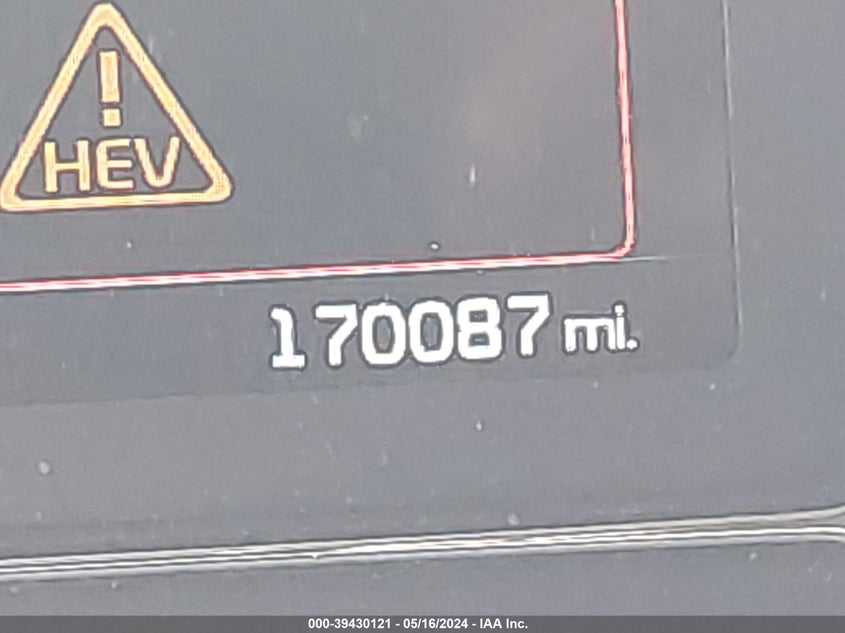 !
HEV
170087 mi.
000-39430121 - 05/16/2024 - IAA Inc.